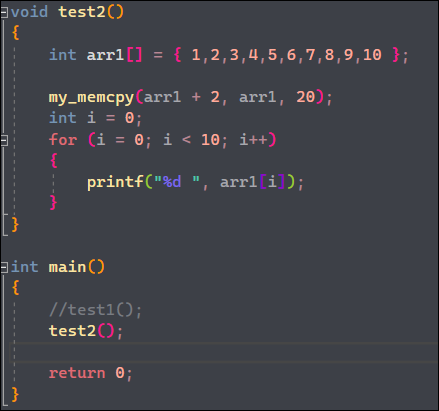 void test2()
{
int arr1[] = { 1,2,3,4,5,6,7,8,9,10 };
my_memcpy(arr1 + 2, arr1, 20);
int i = 0;
for (i = 0; i < 10; i++)
{
printf("%d ", arr1[i]);
}
}
int main()
{
//test1();
test2();
return 0;
}